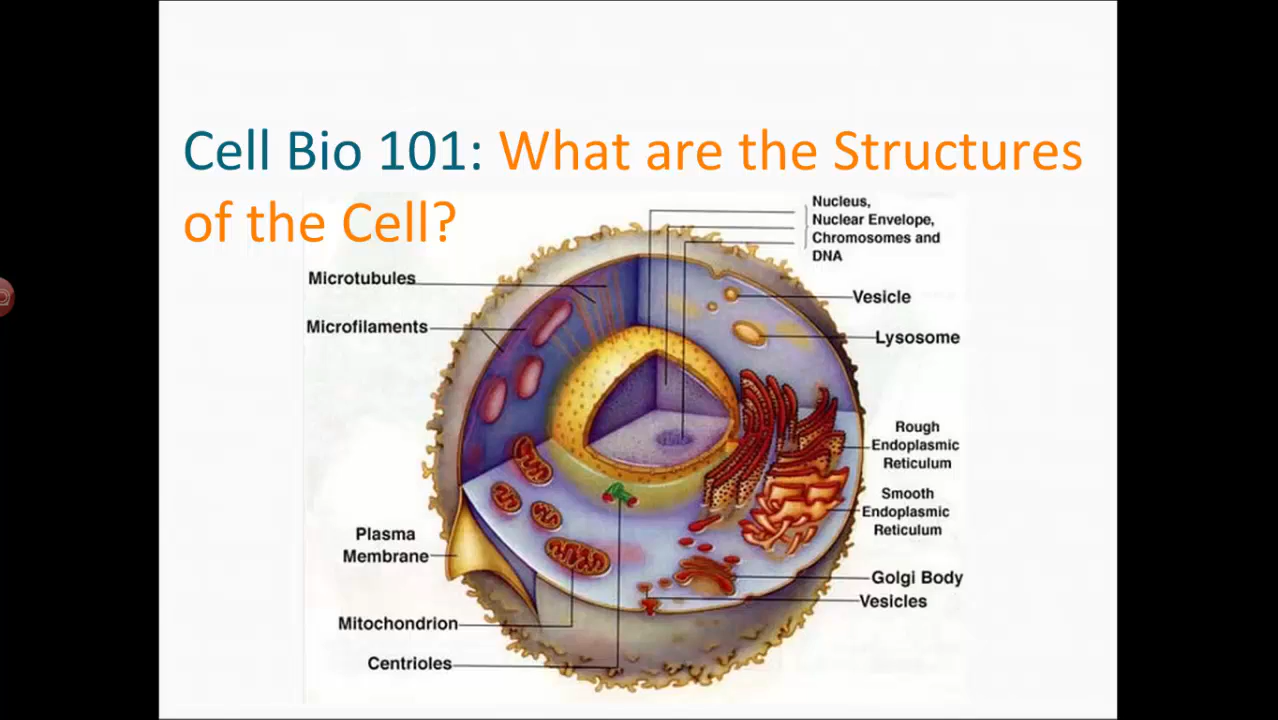 Cell Bio 101: What are the Structures
of the Cell?
Nucleus,
Nuclear Envelope,
Chromosomes and
DNA
Microtubules
Vesicle
Microfilaments
Lysosome
Rough
Endoplasmic
Reticulum
Smooth
Endoplasmic
Reticulum
Plasma
Membrane
Golgi Body
Vesicles
Mitochondrion
Centrioles